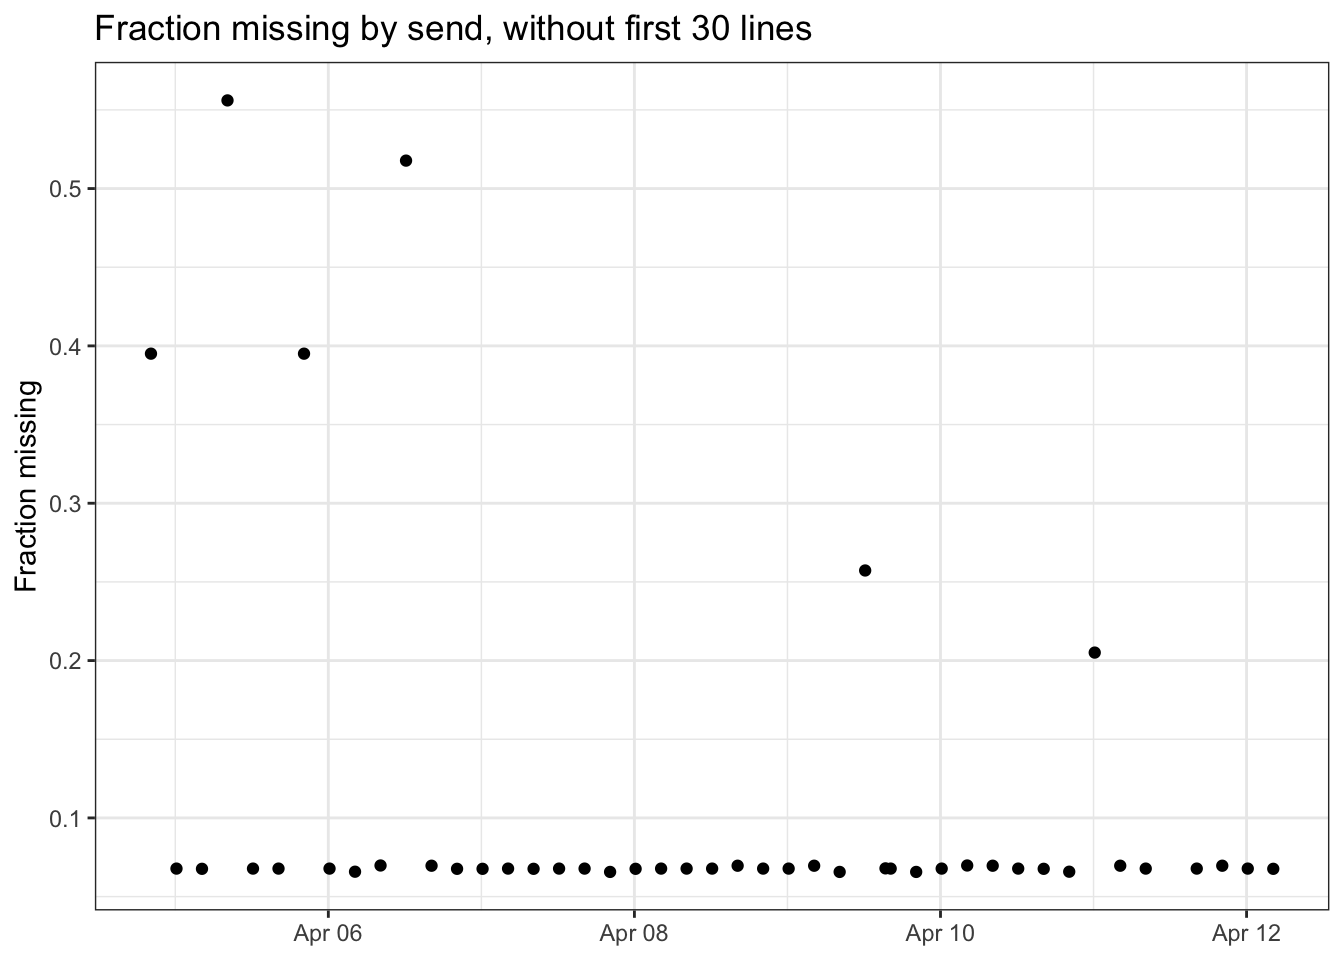 Fraction missing by send, without first 30 lines
Fraction missing
0.5
0.4
0.3
0.2
0.1
Apr 06
Apr 08
Apr 10
Apr 12